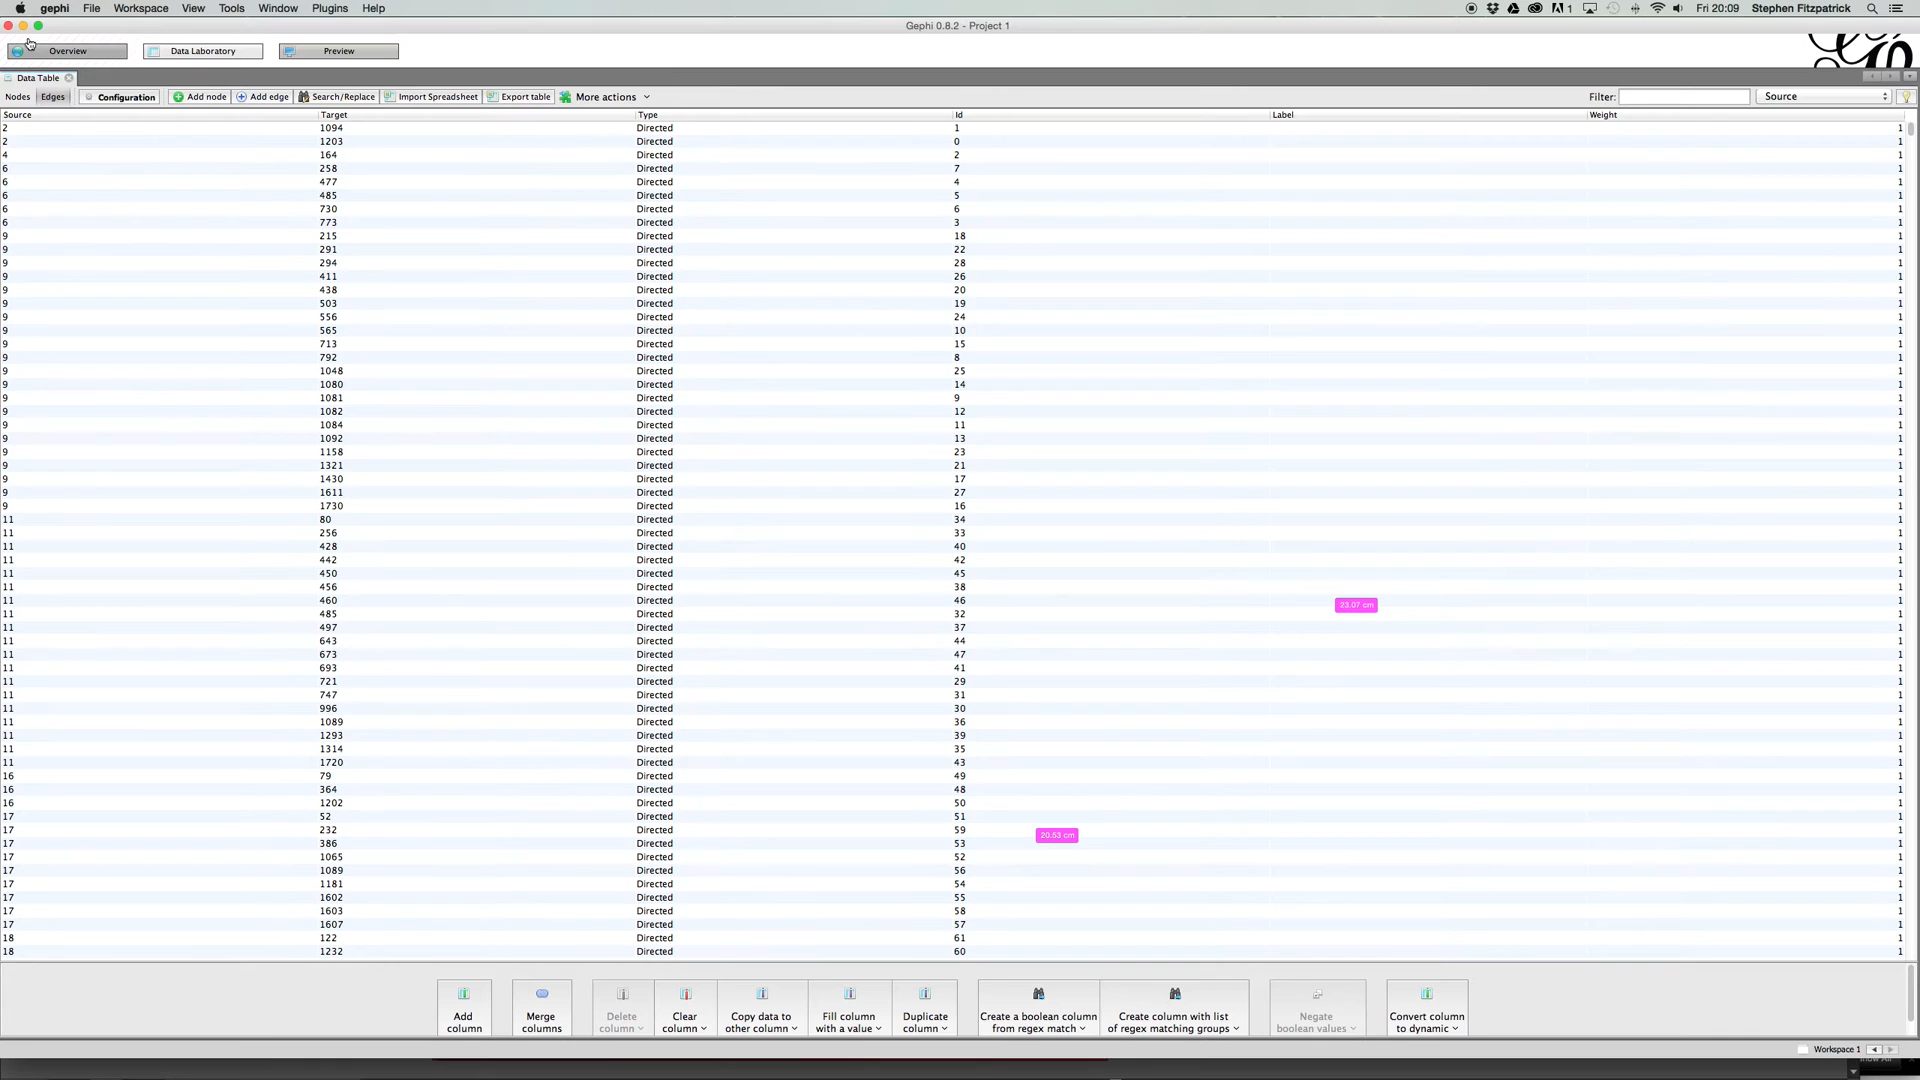 gephi File Workspace View Tools Window Plugins Help 1 Fri 20:09 Stephen Fitzpatrick
Gephi 0.8.2 - Project 1
Overview Data Laboratory Preview
Data Table
Nodes Edges Configuration Add node Add edge Search/Replace Import Spreadsheet Export table More actions Filter: Source
Source Target Type Id Label Weight
2 1094 Directed 1 1
2 1203 Directed 0 1
4 164 Directed 2 1
6 258 Directed 7 1
6 477 Directed 4 1
6 485 Directed 5 1
6 730 Directed 6 1
6 773 Directed 3 1
9 215 Directed 18 1
9 291 Directed 22 1
9 294 Directed 28 1
9 411 Directed 26 1
9 438 Directed 20 1
9 503 Directed 19 1
9 556 Directed 24 1
9 565 Directed 10 1
9 713 Directed 15 1
9 792 Directed 8 1
9 1048 Directed 25 1
9 1080 Directed 14 1
9 1081 Directed 9 1
9 1082 Directed 12 1
9 1084 Directed 11 1
9 1092 Directed 13 1
9 1158 Directed 23 1
9 1321 Directed 21 1
9 1430 Directed 17 1
9 1611 Directed 27 1
9 1730 Directed 16 1
11 80 Directed 34 1
11 256 Directed 33 1
11 428 Directed 40 1
11 442 Directed 42 1
11 450 Directed 45 1
11 456 Directed 38 1
11 460 Directed 46 1
23.07 cm
11 485 Directed 32 1
11 497 Directed 37 1
11 643 Directed 44 1
11 673 Directed 47 1
11 693 Directed 41 1
11 721 Directed 29 1
11 747 Directed 31 1
11 996 Directed 30 1
11 1089 Directed 36 1
11 1293 Directed 39 1
11 1314 Directed 35 1
11 1720 Directed 43 1
16 79 Directed 49 1
16 364 Directed 48 1
16 1202 Directed 50 1
17 52 Directed 51 1
17 232 Directed 59 1
20.53 cm
17 386 Directed 53 1
17 1065 Directed 52 1
17 1089 Directed 56 1
17 1181 Directed 54 1
17 1602 Directed 55 1
17 1603 Directed 58 1
17 1607 Directed 57 1
18 122 Directed 61 1
18 1232 Directed 60 1
Add column
Merge columns
Delete column
Clear column
Copy data to other column
Fill column with a value
Duplicate column
Create a boolean column from regex match
Create column with list of regex matching groups
Negate boolean values
Convert column to dynamic
Workspace 1